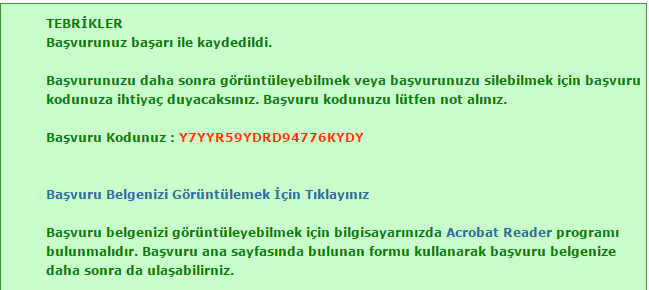 TEBRİKLER
Başvurunuz başarı ile kaydedildi.
Başvurunuzu daha sonra görüntüleyebilmek veya başvurunuzu silebilmek için başvuru
kodunuza ihtiyaç duyacaksınız. Başvuru kodunuzu lütfen not alınız.
Başvuru Kodunuz : Y7YYR59YDRD94776KYDY
Başvuru Belgenizi Görüntülemek İçin Tıklayınız
Başvuru belgenizi görüntüleyebilmek için bilgisayarınızda Acrobat Reader programı
bulunmalıdır. Başvuru ana sayfasında bulunan formu kullanarak başvuru belgenize
daha sonra da ulaşabilirniz.